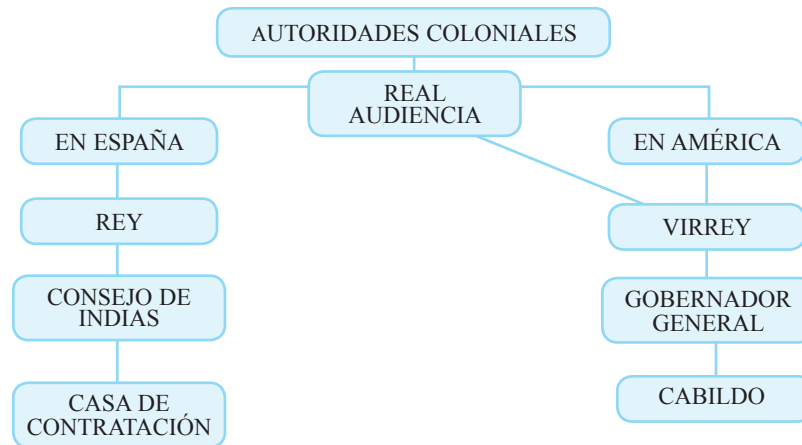 AUTORIDADES COLONIALES
REAL
AUDIENCIA
EN ESPAÑA
EN AMÉRICA
REY
VIRREY
CONSEJO DE
INDIAS
GOBERNADOR
GENERAL
CASA DE
CONTRATACIÓN
CABILDO